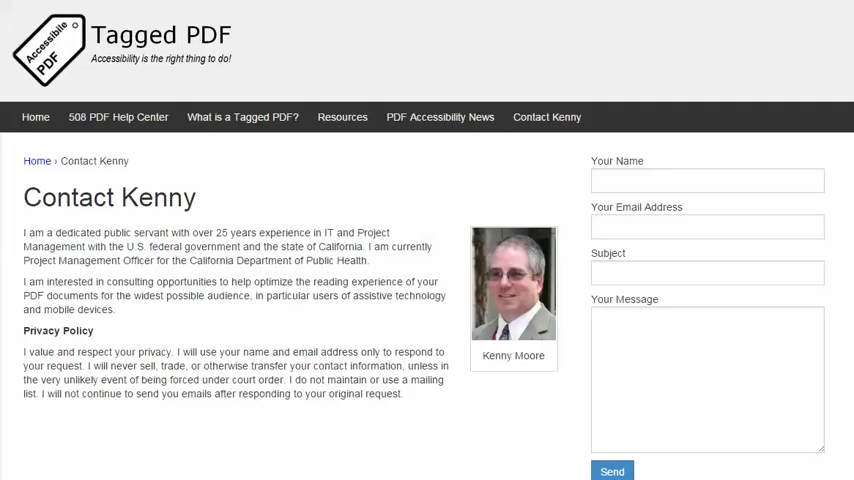 Accessibile
PDF
Tagged PDF
Accessibility is the right thing to do!
Home 508 PDF Help Center What is a Tagged PDF? Resources PDF Accessibility News Contact Kenny
Home › Contact Kenny
Contact Kenny
I am a dedicated public servant with over 25 years experience in IT and Project
Management with the U.S. federal government and the state of California. I am currently
Project Management Officer for the California Department of Public Health.
I am interested in consulting opportunities to help optimize the reading experience of your
PDF documents for the widest possible audience, in particular users of assistive technology
and mobile devices.
Privacy Policy
I value and respect your privacy. I will use your name and email address only to respond to
your request. I will never sell, trade, or otherwise transfer your contact information, unless in
the very unlikely event of being forced under court order. I do not maintain or use a mailing
list. I will not continue to send you emails after responding to your original request.
Kenny Moore
Your Name
Your Email Address
Subject
Your Message
Send